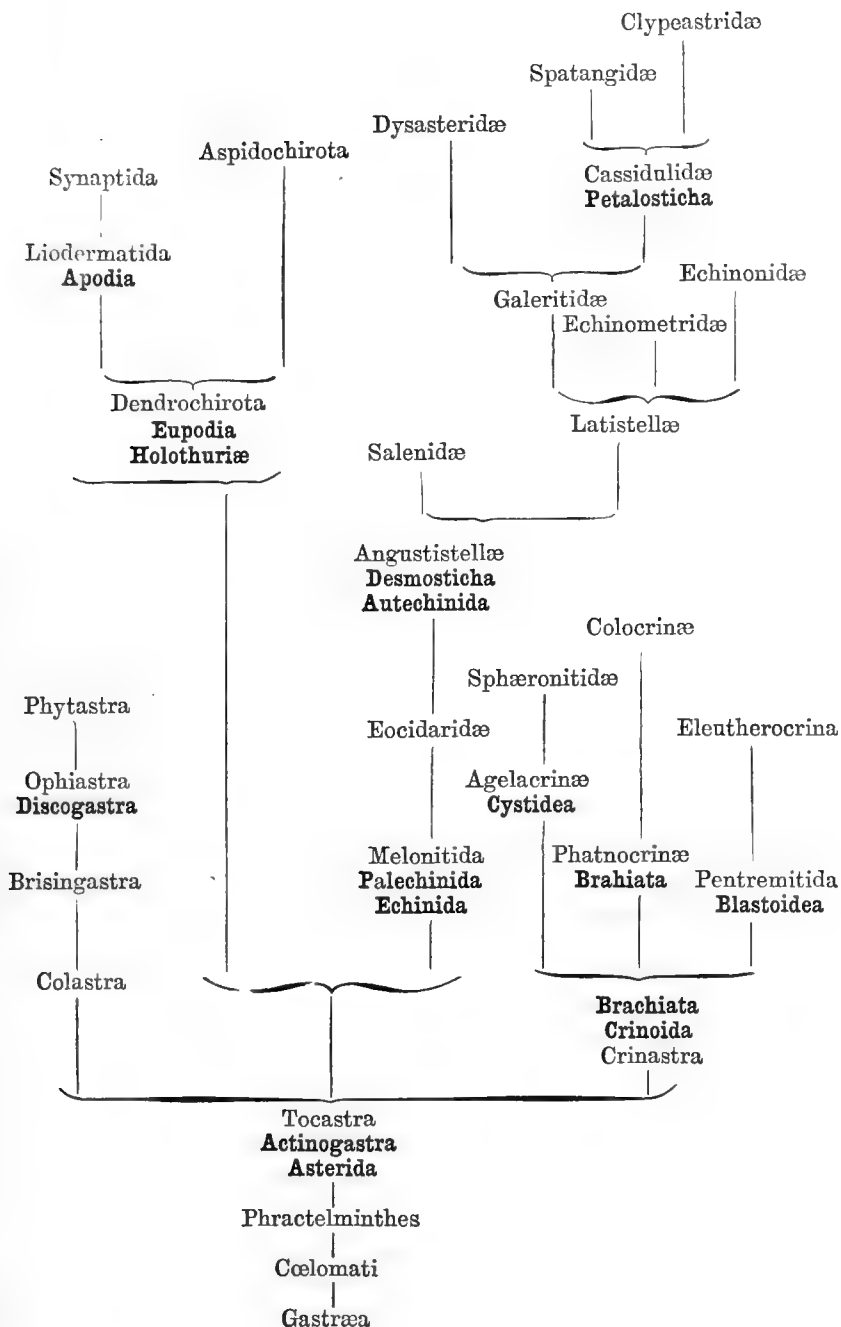 Clypeastridæ
Spatangidæ
Dysasteridæ
Aspidochirota
Synaptida
Cassidulidæ
Petalosticha
Liodermatida
Apodia
Echinonidæ
Galeritidæ
Echinometridæ
Dendrochirota
Eupodia
Holothuriæ
Latistellæ
Salenidæ
Angustistellæ
Desmosticha
Autechinida
Colocrinæ
Sphæronitidæ
Phytastra
Eocidaridæ
Eleutherocrina
Ophiastra
Discogastra
Agelacrinæ
Cystidea
Brisingastra
Melonitida
Palechinida
Echinida
Phatnocrinæ
Brahiata
Pentremitida
Blastoidea
Colastra
Brachiata
Crinoida
Crinastra
Tocastra
Actinogastra
Asterida
Phractelminthes
Cœlomati
Gastræa